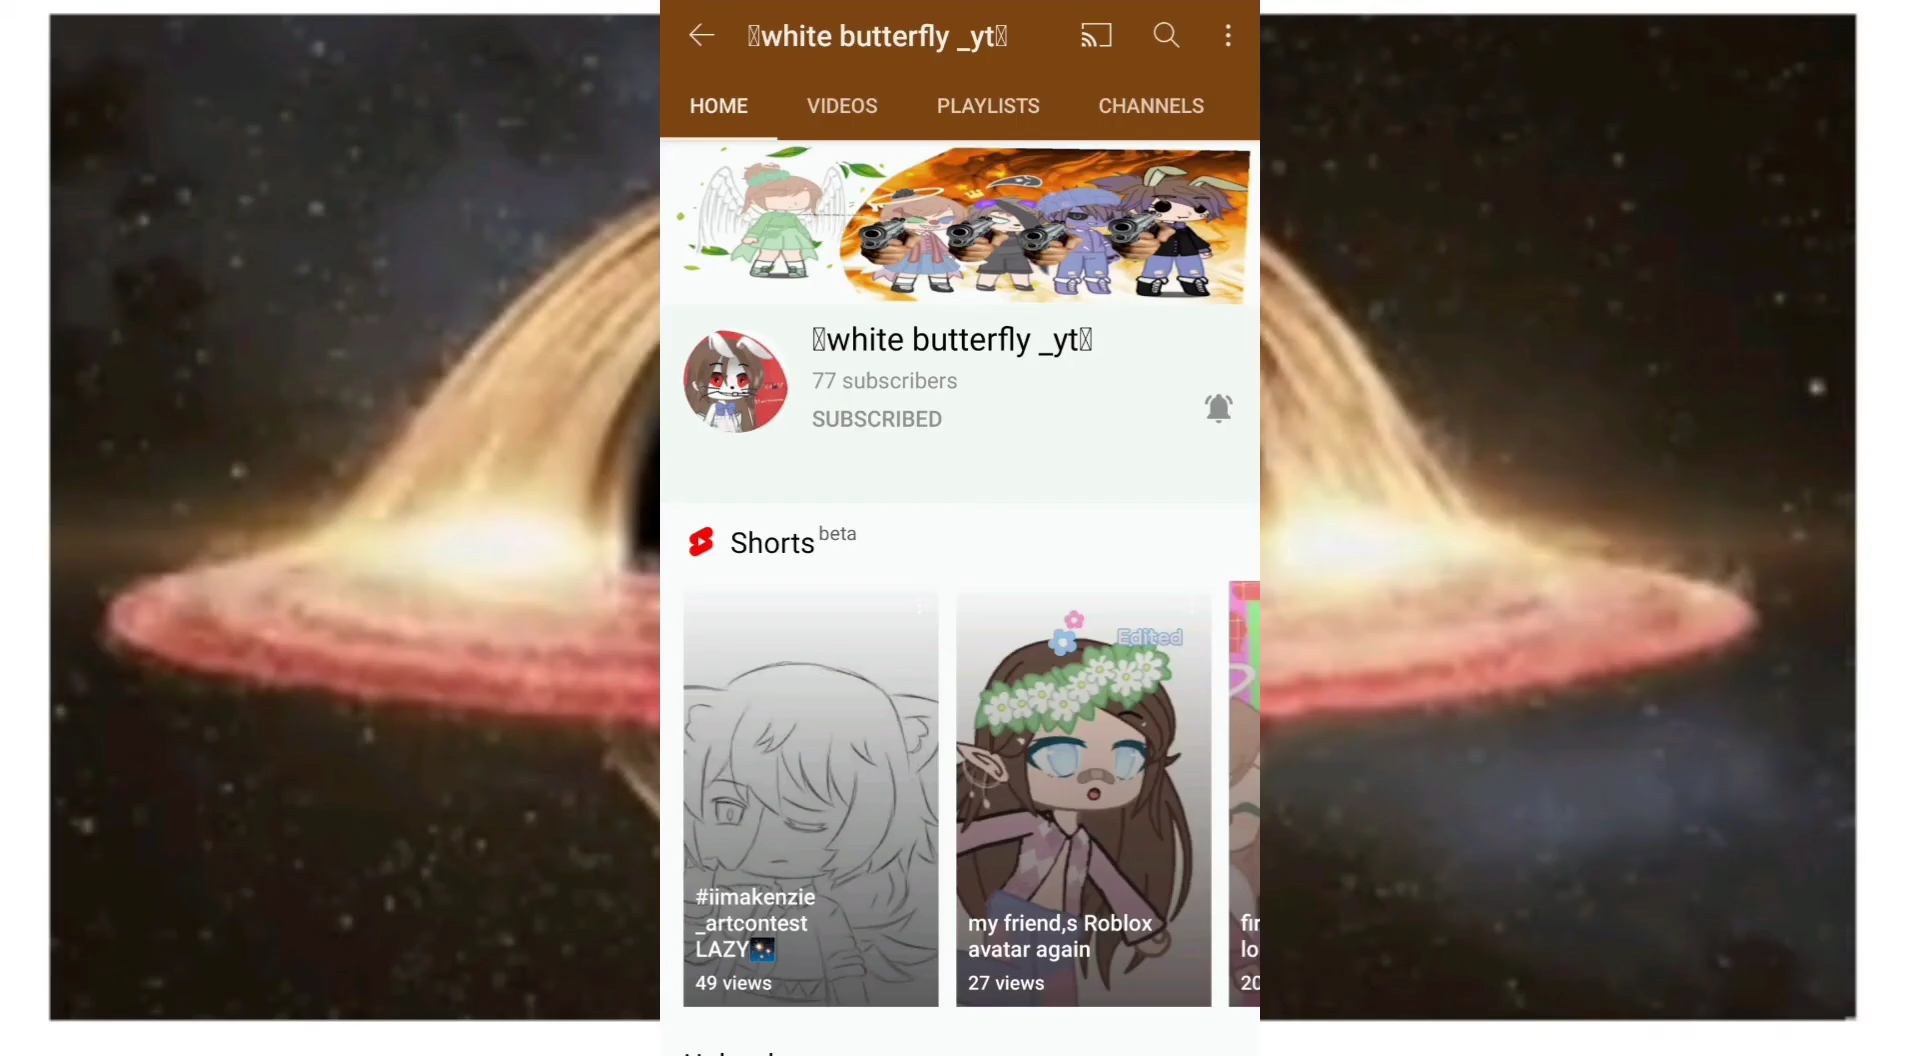 white butterfly _yt
HOME VIDEOS PLAYLISTS CHANNELS
white butterfly _yt
77 subscribers
SUBSCRIBED
Shorts beta
Edited
#iimakenzie
_artcontest
LAZY🌠
49 views
my friend,s Roblox
avatar again
27 views